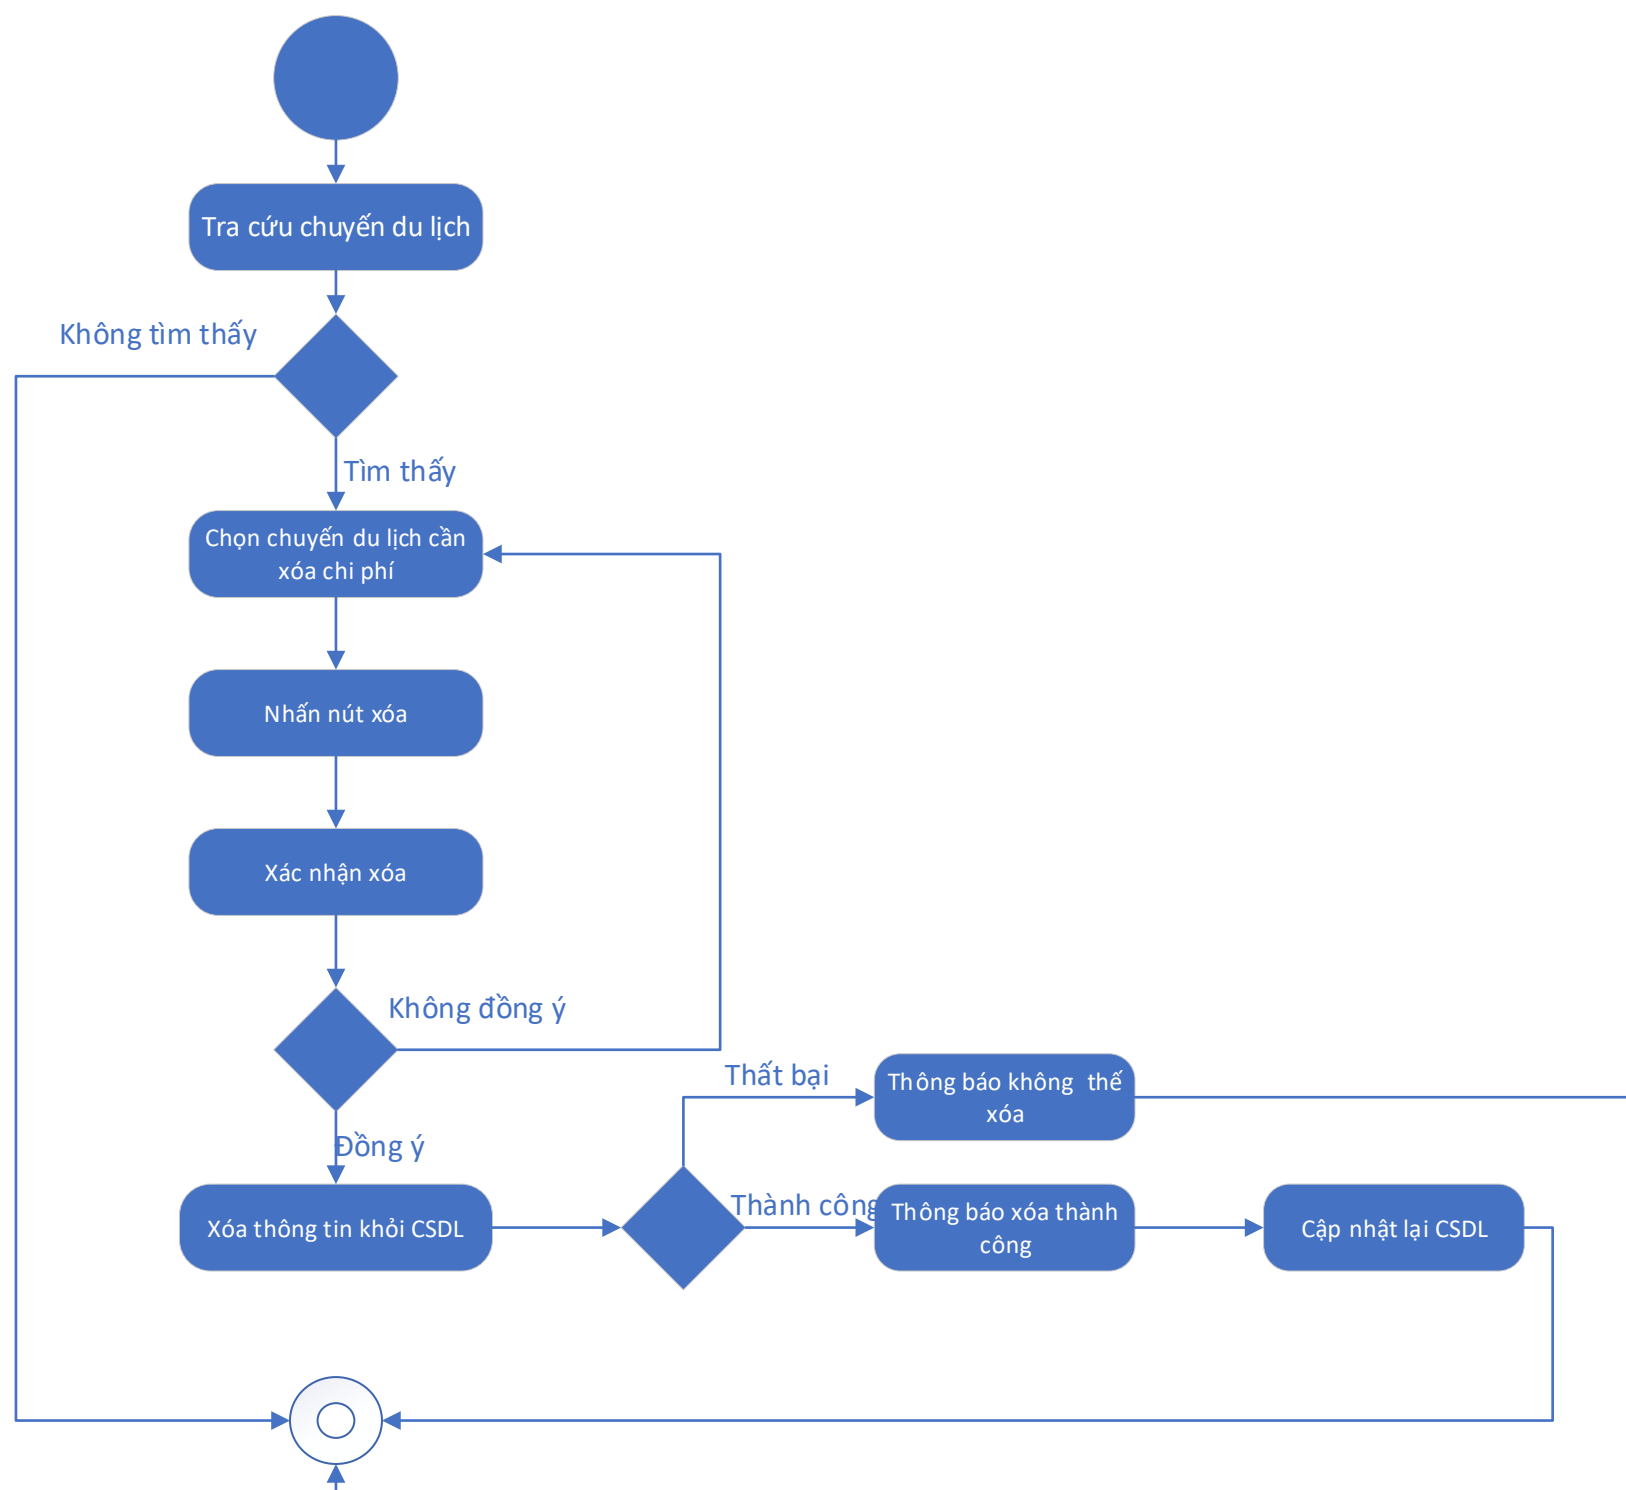 Tra cứu chuyến du lịch
Không tìm thấy
Tìm thấy
Chọn chuyến du lịch cần
xóa chi phí
Nhấn nút xóa
Xác nhận xóa
Không đồng ý
Thất bại
Thông báo không thế
xóa
Đồng ý
Xóa thông tin khỏi CSDL
Thành công
Thông báo xóa thành
công
Cập nhật lại CSDL